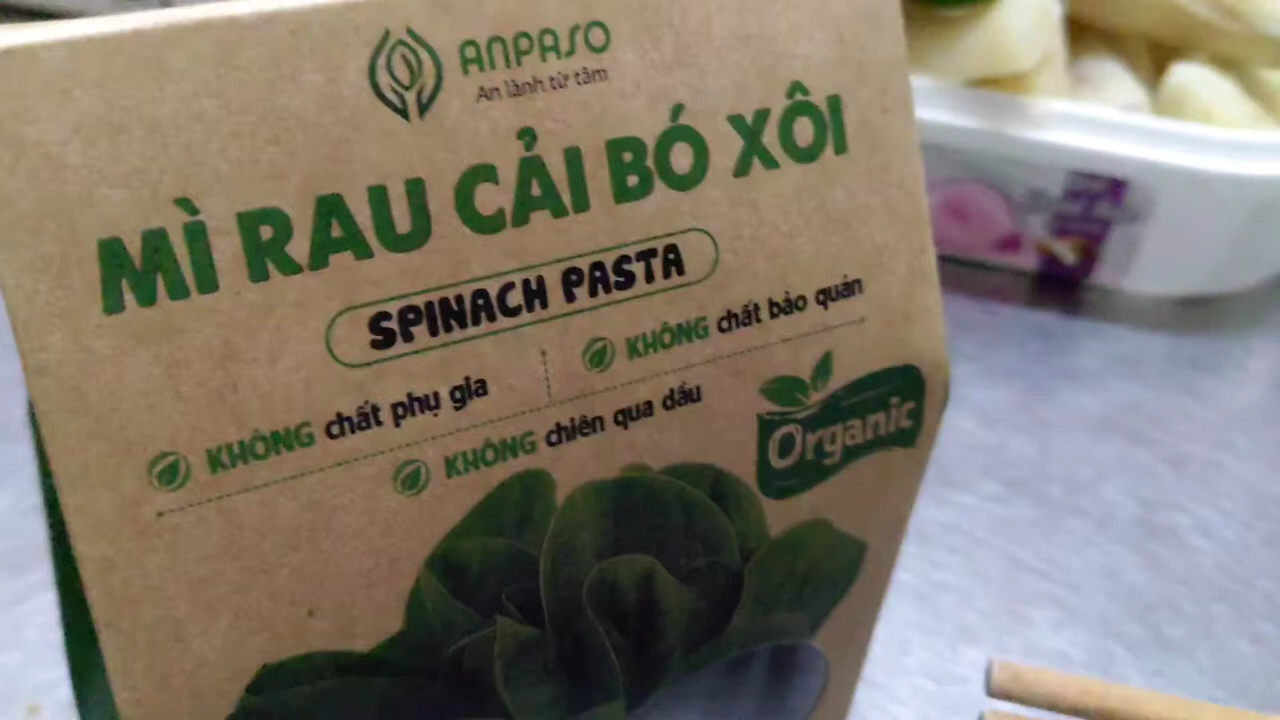 ANPASO
An lành từ tâm
MÌ RAU CẢI BÓ XÔI
SPINACH PASTA
KHÔNG chất phụ gia
KHÔNG chất bảo quản
KHÔNG chiên qua dầu
Organic